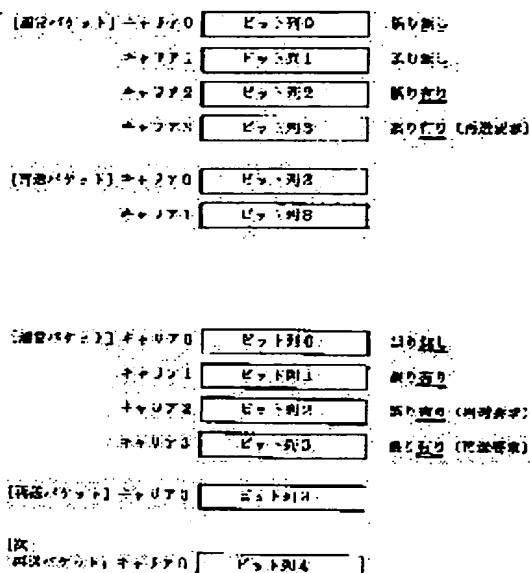 [通常パケット] キャリア0 ビット列0 誤り無し
キャリア1 ビット列1 誤り無し
キャリア2 ビット列2 誤り有り
キャリア3 ビット列3 誤り有り (再送要求)
[再送パケット] キャリア0 ビット列3
キャリア1 ビット列3
[通常パケット] キャリア0 ビット列0 誤り無し
キャリア1 ビット列1 誤り有り
キャリア2 ビット列2 誤り有り (再送要求)
キャリア3 ビット列3 誤り有り (再送要求)
[再送パケット] キャリア0
再送パケット] キャリア0 ビット列4